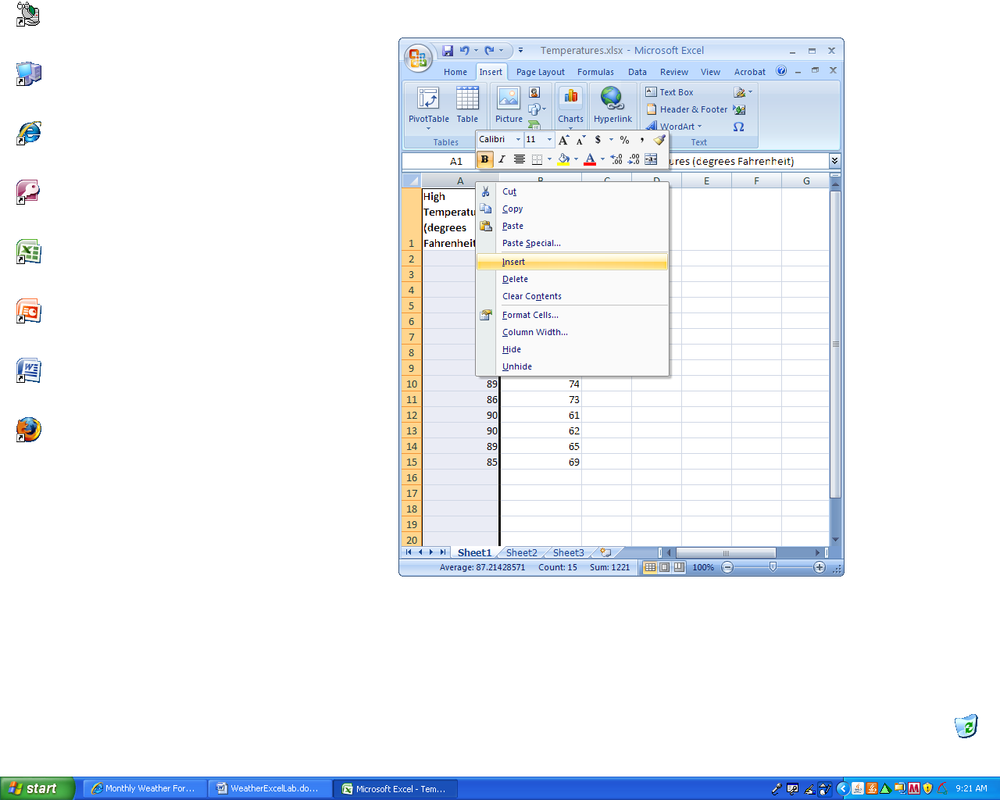 Temperatures.xlsx - Microsoft Excel
Home Insert Page Layout Formulas Data Review View Acrobat
PivotTable Table Picture Charts Hyperlink
Text Box
Header & Footer
WordArt
Ω
Tables
Text
Calibri 11 A A $ % ,
B I A
A1
ures (degrees Fahrenheit)
A B C D E F G
High
Temperatu
(degrees
Fahrenheit
1
2
3
4
5
6
7
8
9
Cut
Copy
Paste
Paste Special...
Insert
Delete
Clear Contents
Format Cells...
Column Width...
Hide
Unhide
10 89 74
11 86 73
12 90 61
13 90 62
14 89 65
15 85 69
16
17
18
19
20
Sheet1 Sheet2 Sheet3
Average: 87.21428571 Count: 15 Sum: 1221 100%
start Monthly Weather For... WeatherExcelLab.do... Microsoft Excel - Tem... 9:21 AM